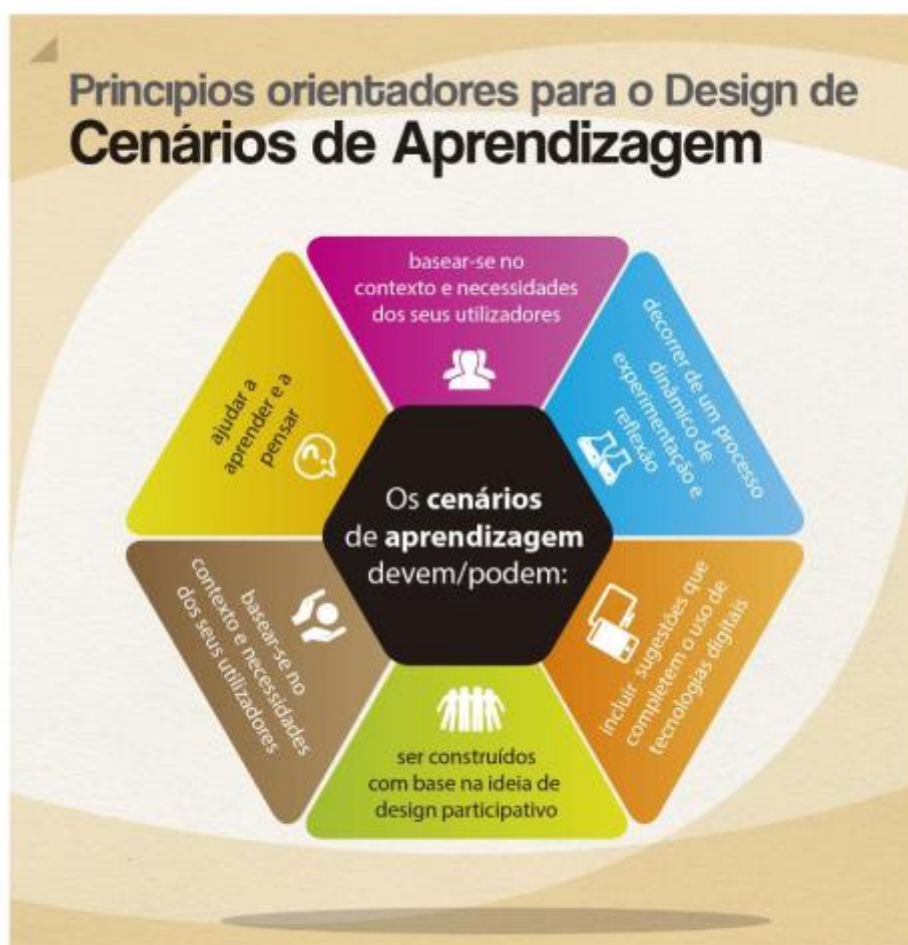 Princıpios orientadores para o Design de
Cenários de Aprendizagem
basear-se no
contexto e necessidades
dos seus utilizadores
decorrer de um processo
dinâmico de
experimentação e
reflexão
Incluir sugestões que
completem o uso de
tecnologias digitais
ser construídos
com base na ideia de
design participativo
basear-se no
contexto e necessidades
dos seus utilizadores
ajudar a
aprender e a
pensar
?
Os cenários
de aprendizagem
devem/podem: